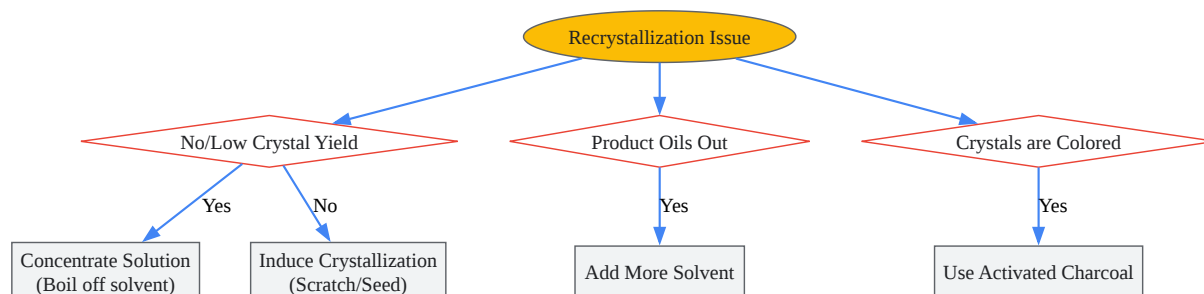 Recrystallization Issue
No/Low Crystal Yield
Product Oils Out
Crystals are Colored
Yes
No
Yes
Yes
Concentrate Solution
(Boil off solvent)
Induce Crystallization
(Scratch/Seed)
Add More Solvent
Use Activated Charcoal